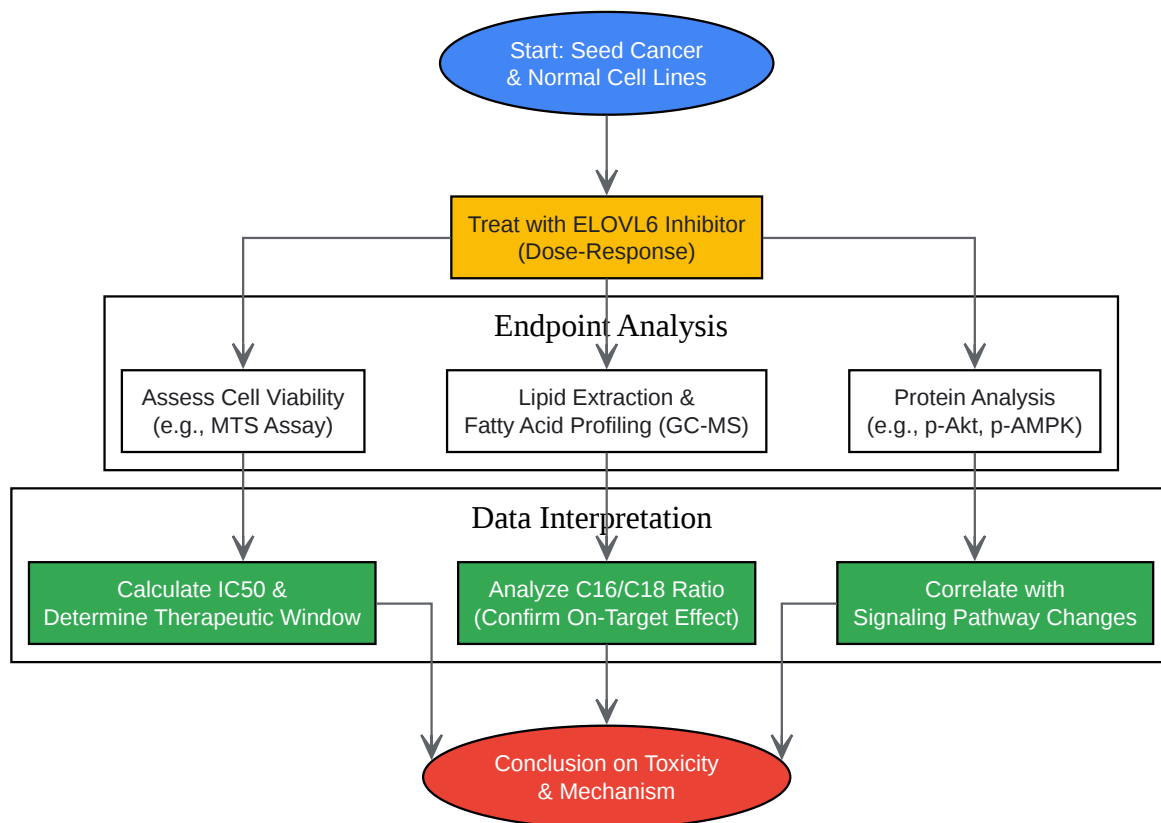 Start: Seed Cancer
& Normal Cell Lines
Treat with ELOVL6 Inhibitor
(Dose-Response)
Endpoint Analysis
Assess Cell Viability
(e.g., MTS Assay)
Lipid Extraction &
Fatty Acid Profiling (GC-MS)
Protein Analysis
(e.g., p-Akt, p-AMPK)
Data Interpretation
Calculate IC50 &
Determine Therapeutic Window
Analyze C16/C18 Ratio
(Confirm On-Target Effect)
Correlate with
Signaling Pathway Changes
Conclusion on Toxicity
& Mechanism